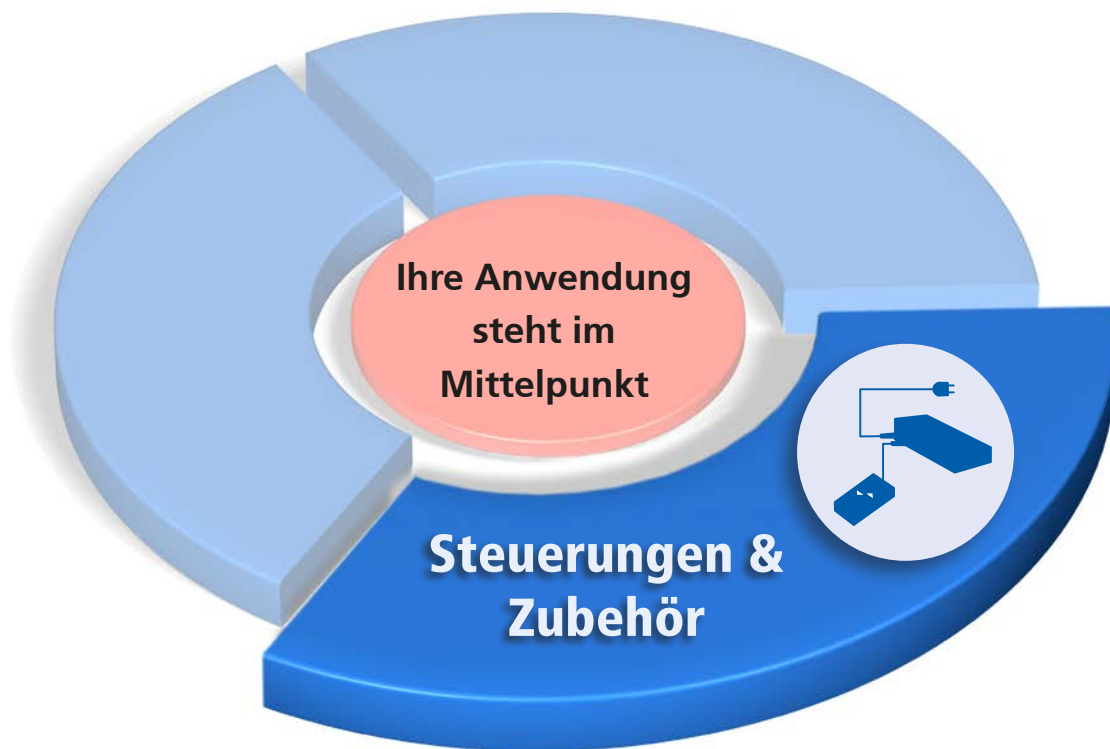 Ihre Anwendung
steht im
Mittelpunkt
Steuerungen &
Zubehör